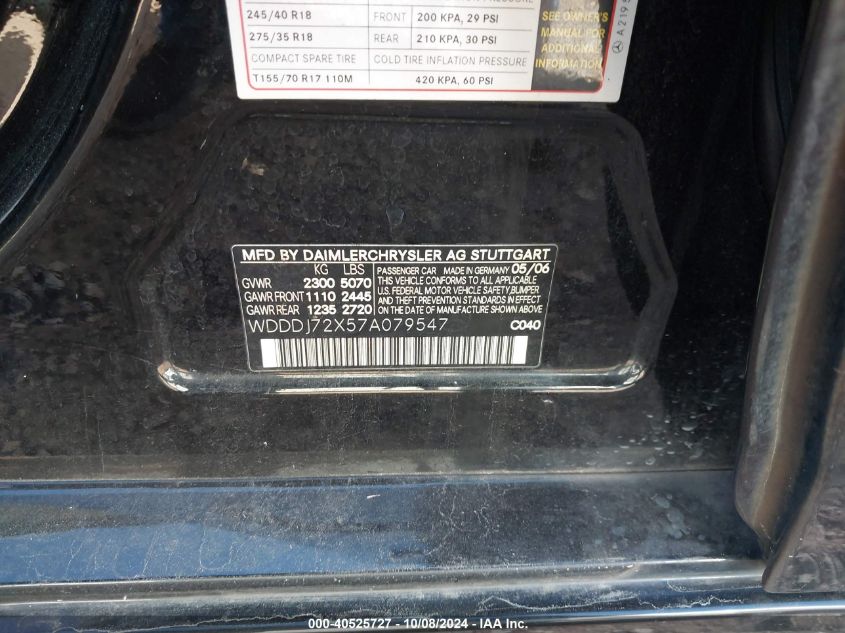 245/40 R18 FRONT 200 KPA, 29 PSI
275/35 R18 REAR 210 KPA, 30 PSI
COMPACT SPARE TIRE COLD TIRE INFLATION PRESSURE
T155/70 R17 110M 420 KPA, 60 PSI
SEE OWNER'S
MANUAL FOR
ADDITIONAL
INFORMATION
A 219 5
MFD BY DAIMLERCHRYSLER AG STUTTGART
KG LBS
GVWR 2300 5070
GAWR FRONT 1110 2445
GAWR REAR 1235 2720
PASSENGER CAR MADE IN GERMANY 05/06
THIS VEHICLE CONFORMS TO ALL APPLICABLE
U.S. FEDERAL MOTOR VEHICLE SAFETY, BUMPER
AND THEFT PREVENTION STANDARDS IN EFFECT
ON THE DATE OF MANUFACTURE SHOWN ABOVE
WDDDJ72X57A079547 C040
000-40525727 - 10/08/2024 - IAA Inc.